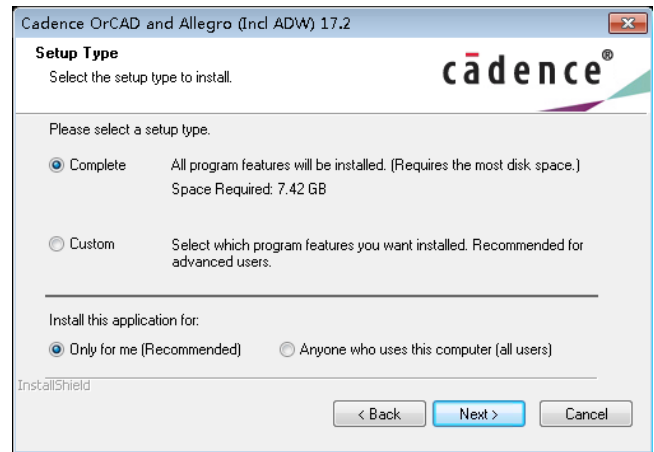 Cadence OrCAD and Allegro (Incl ADW) 17.2
Setup Type
Select the setup type to install.
cādence®
Please select a setup type.
Complete All program features will be installed. (Requires the most disk space.)
Space Required: 7.42 GB
Custom Select which program features you want installed. Recommended for
advanced users.
Install this application for:
Only for me (Recommended) Anyone who uses this computer (all users)
InstallShield
< Back Next > Cancel